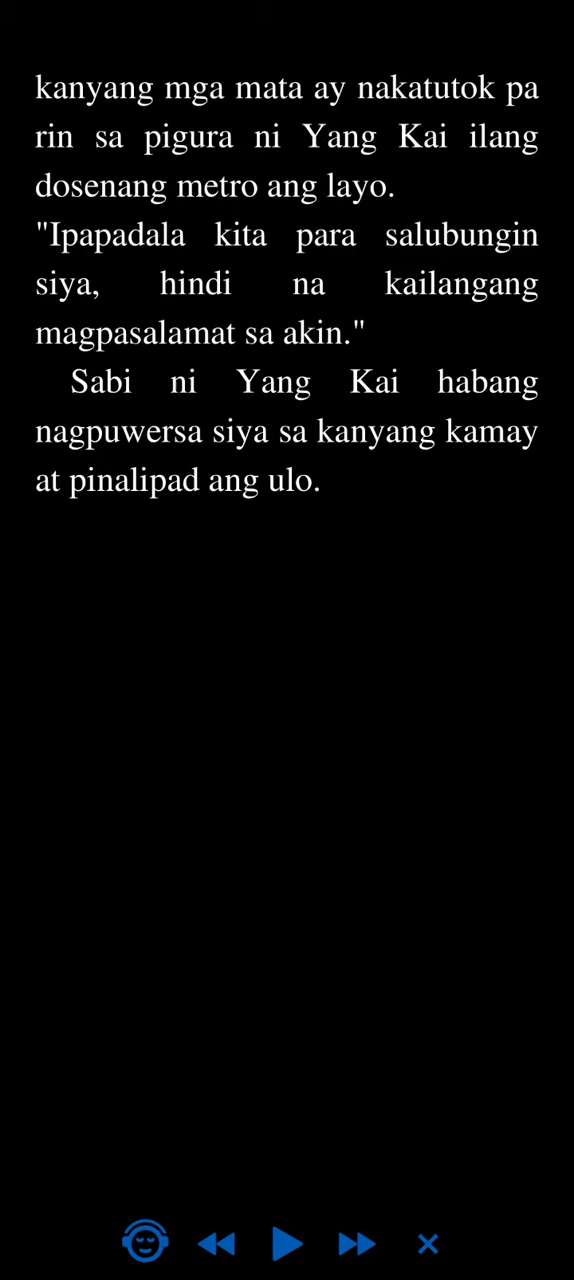 kanyang mga mata ay nakatutok pa
rin sa pigura ni Yang Kai ilang
dosenang metro ang layo.
"Ipapadala kita para salubungin
siya, hindi na kailangang
magpasalamat sa akin."
Sabi ni Yang Kai habang
nagpuwersa siya sa kanyang kamay
at pinalipad ang ulo.